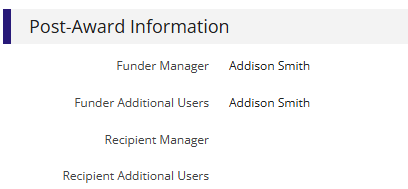 Post-Award Information
Funder Manager Addison Smith
Funder Additional Users Addison Smith
Recipient Manager
Recipient Additional Users